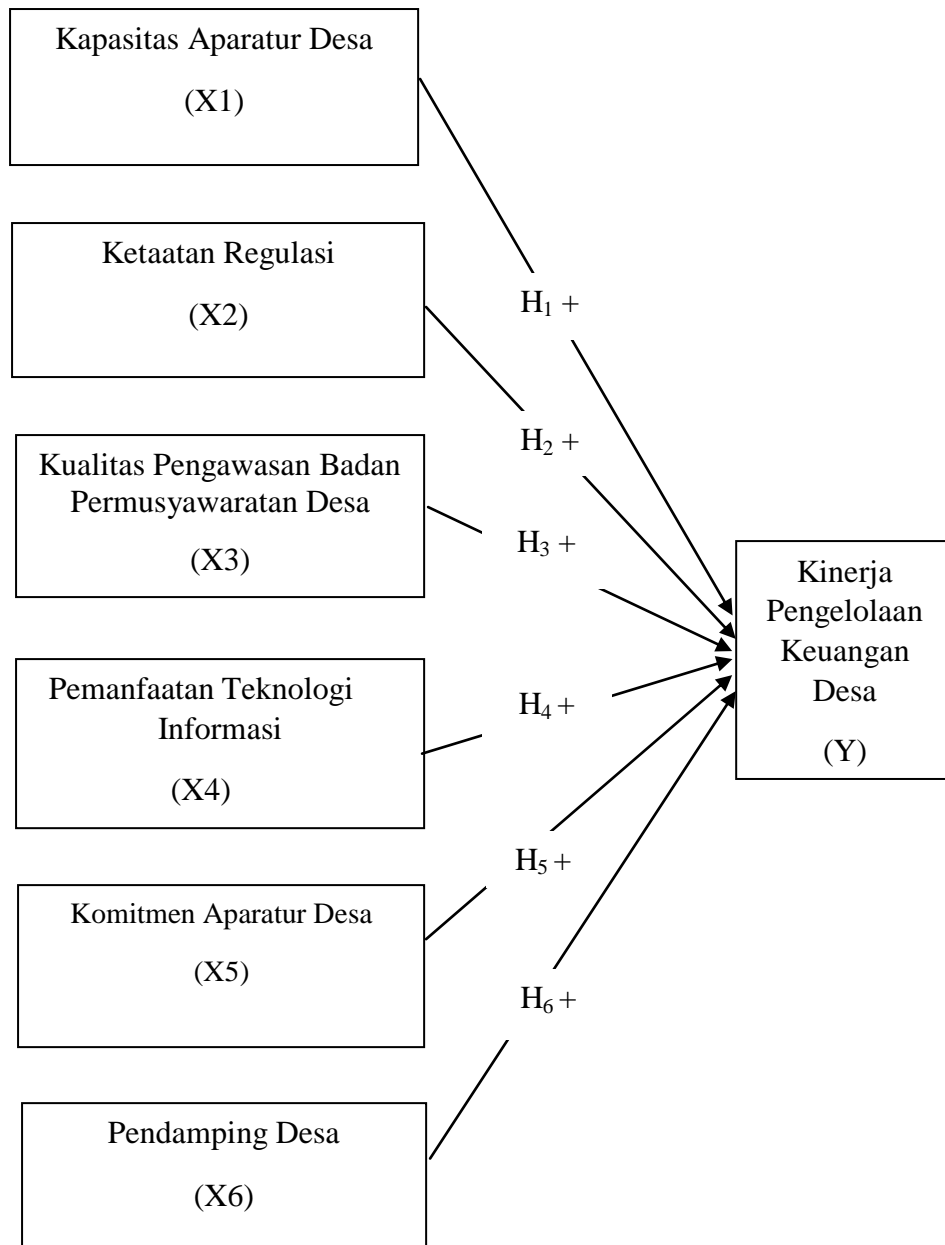 Kapasitas Aparatur Desa
(X1)
Ketaatan Regulasi
(X2)
Kualitas Pengawasan Badan
Permusyawaratan Desa
(X3)
Pemanfaatan Teknologi
Informasi
(X4)
Komitmen Aparatur Desa
(X5)
Pendamping Desa
(X6)
H₁ +
H₂ +
H₃ +
H₄ +
H₅ +
H₆ +
Kinerja
Pengelolaan
Keuangan
Desa
(Y)